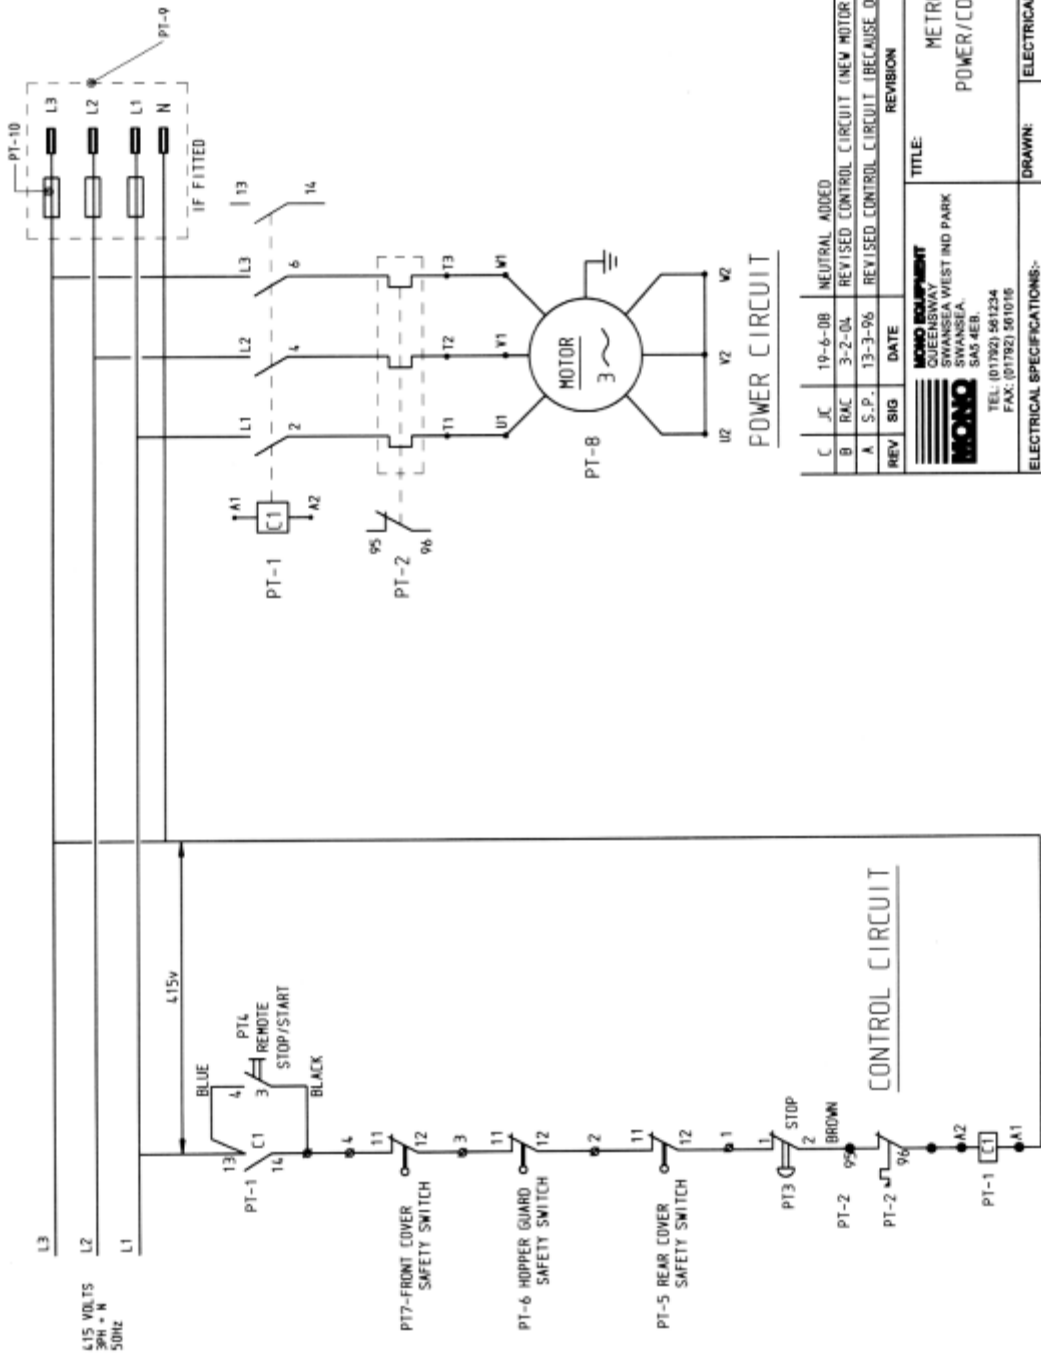 PT-10
PT-9
L3
L2
L1
N
IF FITTED
13
14
L3
6
L2
4
L1
2
A1
C1
A2
PT-1
95
96
PT-2
T1
T2
T3
U1
V1
W1
MOTOR
3~
PT-8
U2
V2
W2
POWER CIRCUIT
C JC 19-6-08 NEUTRAL ADDED
B RAC 3-2-04 REVISED CONTROL CIRCUIT (NEW MOTOR
A S.P. 13-3-96 REVISED CONTROL CIRCUIT (BECAUSE O
REV SIG DATE REVISION
MONO
MONO EQUIPMENT
QUEENSWAY
SWANSEA WEST IND PARK
SWANSEA.
SA5 4EB.
TEL: (01792) 561234
FAX: (01792) 561016
TITLE:
METR
POWER/CO
ELECTRICAL SPECIFICATIONS:-
DRAWN:
ELECTRICA
415 VOLTS
3PH + N
50Hz
L3
L2
L1
415v
BLUE
4
3
PT4
REMOTE
STOP/START
BLACK
13
C1
14
PT-1
4
11
12
PT7-FRONT COVER
SAFETY SWITCH
3
11
12
PT-6 HOPPER GUARD
SAFETY SWITCH
2
11
12
PT-5 REAR COVER
SAFETY SWITCH
1
1
STOP
2
PT3
BROWN
PT-2
95
96
PT-2
A2
C1
PT-1
A1
CONTROL CIRCUIT